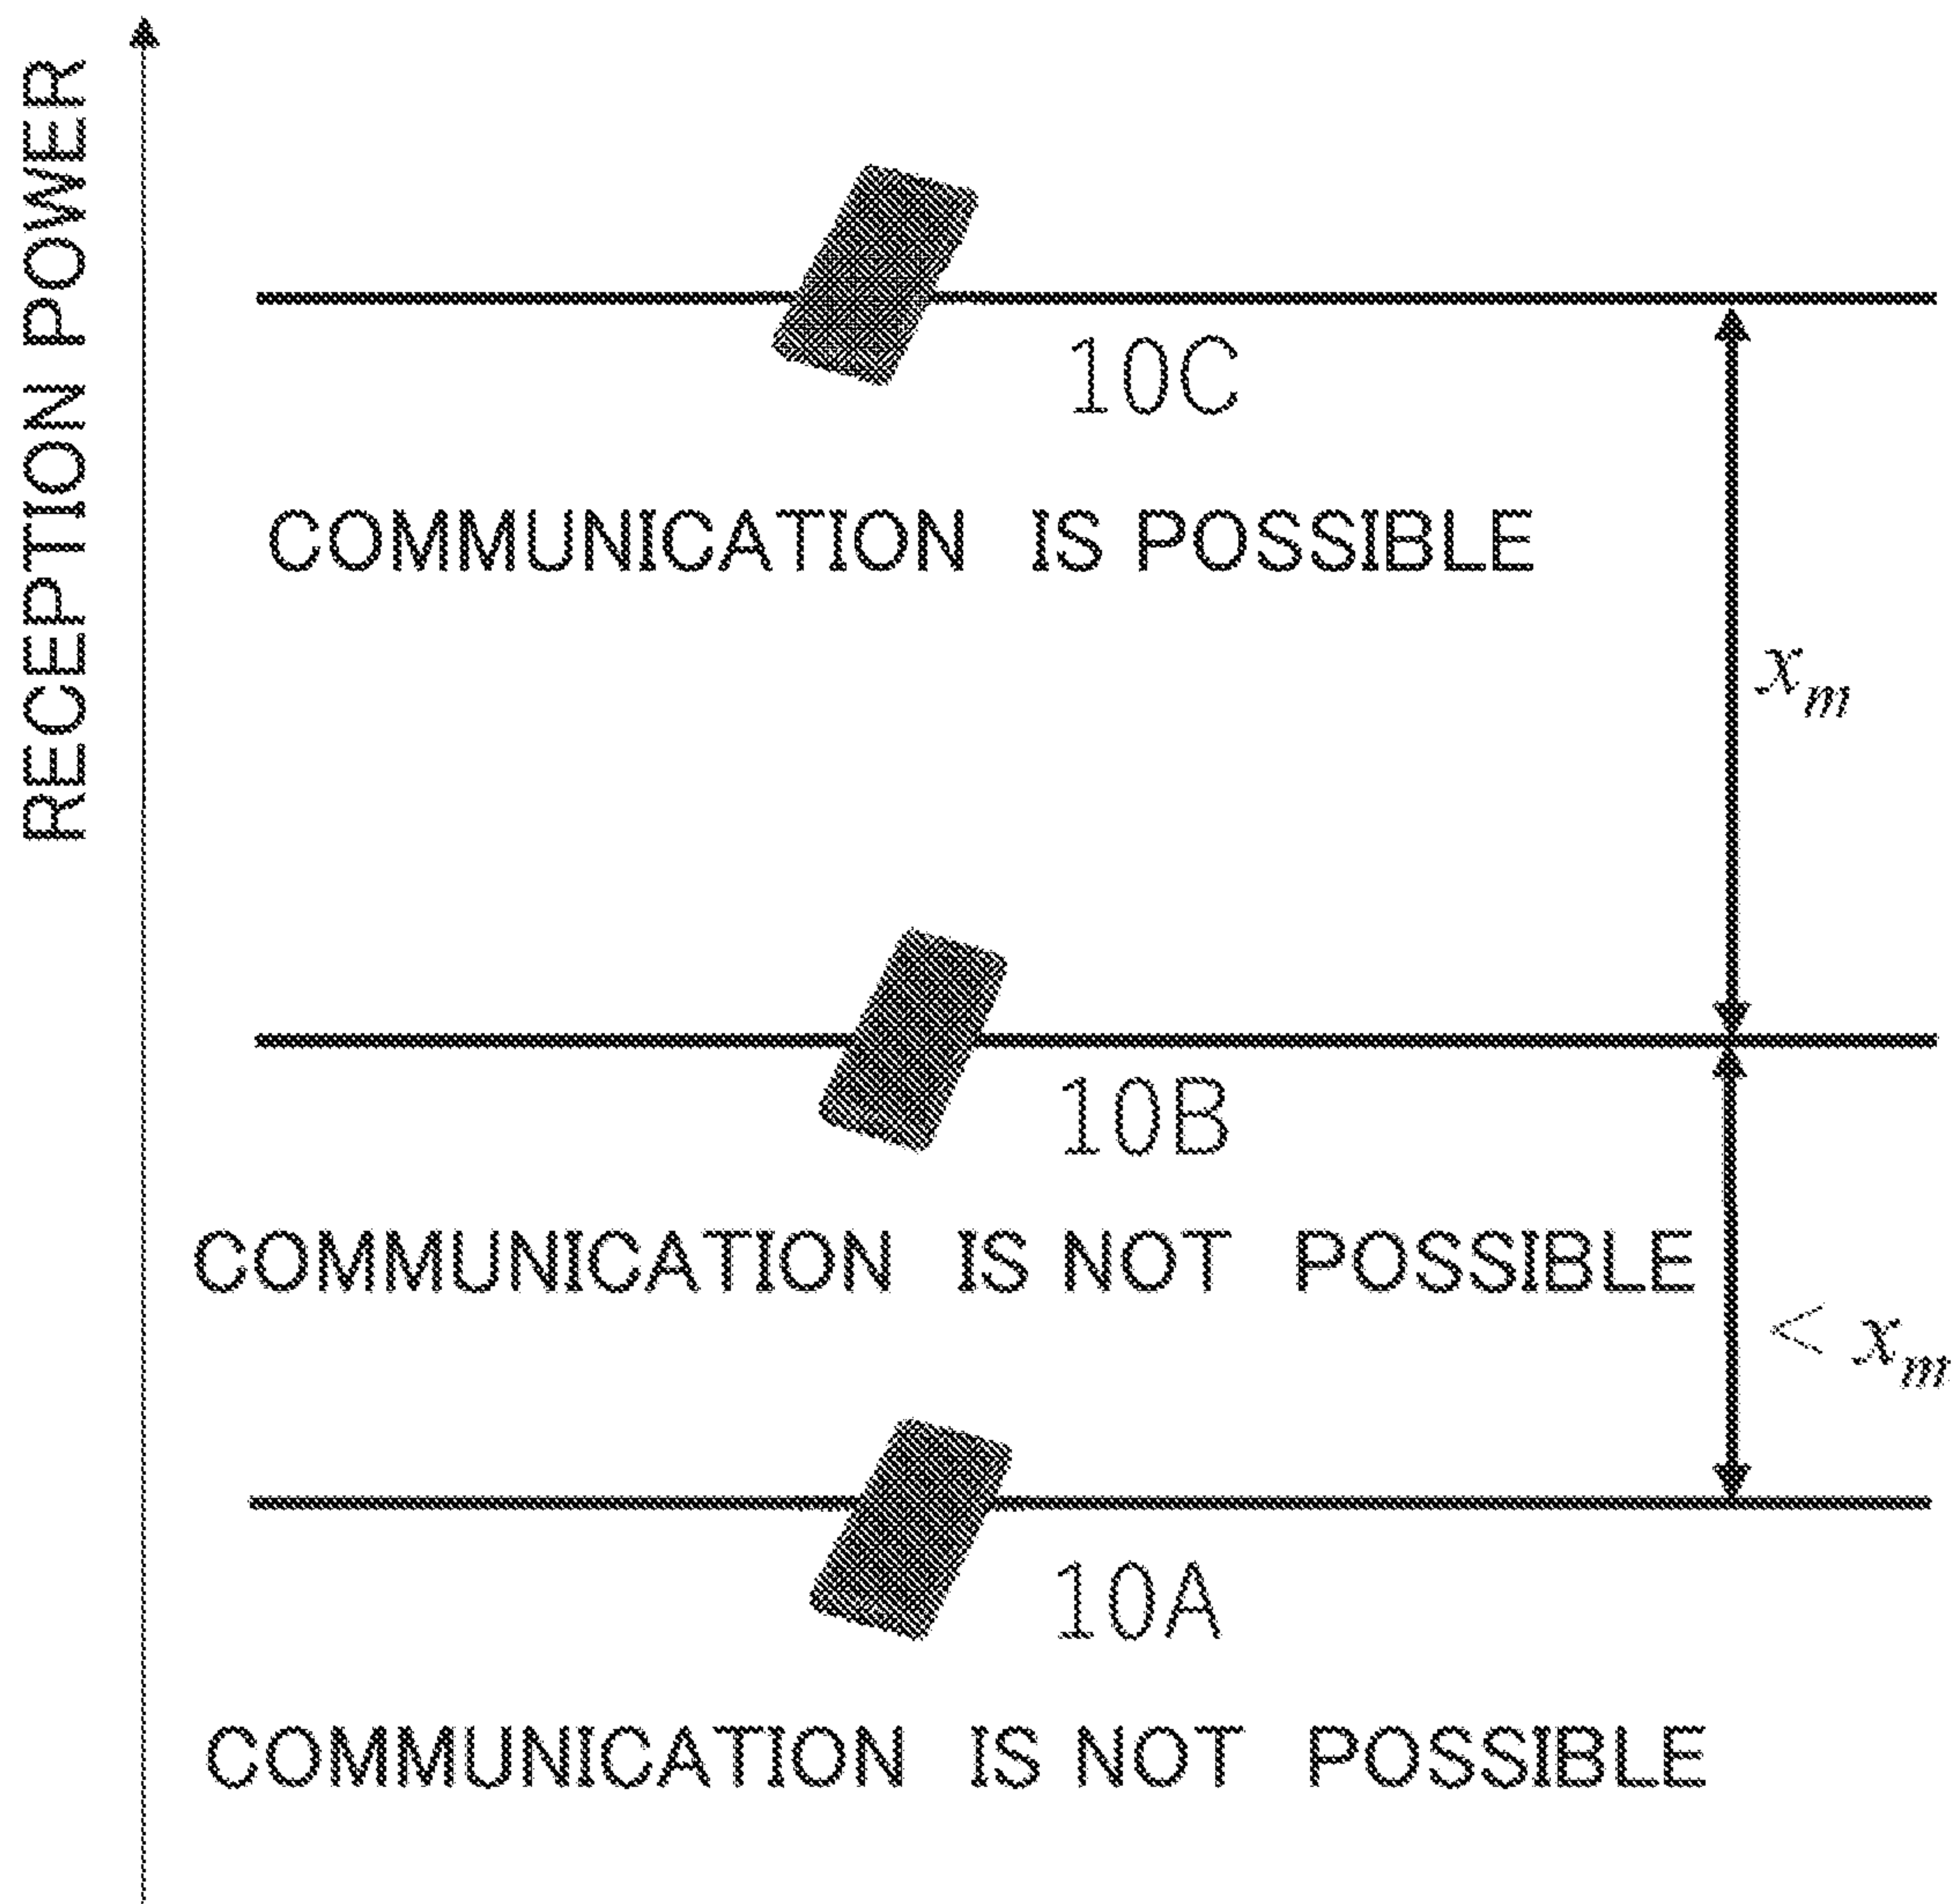 RECEPTION POWER
10C
COMMUNICATION IS POSSIBLE
x_m
10B
COMMUNICATION IS NOT POSSIBLE
< x_m
10A
COMMUNICATION IS NOT POSSIBLE